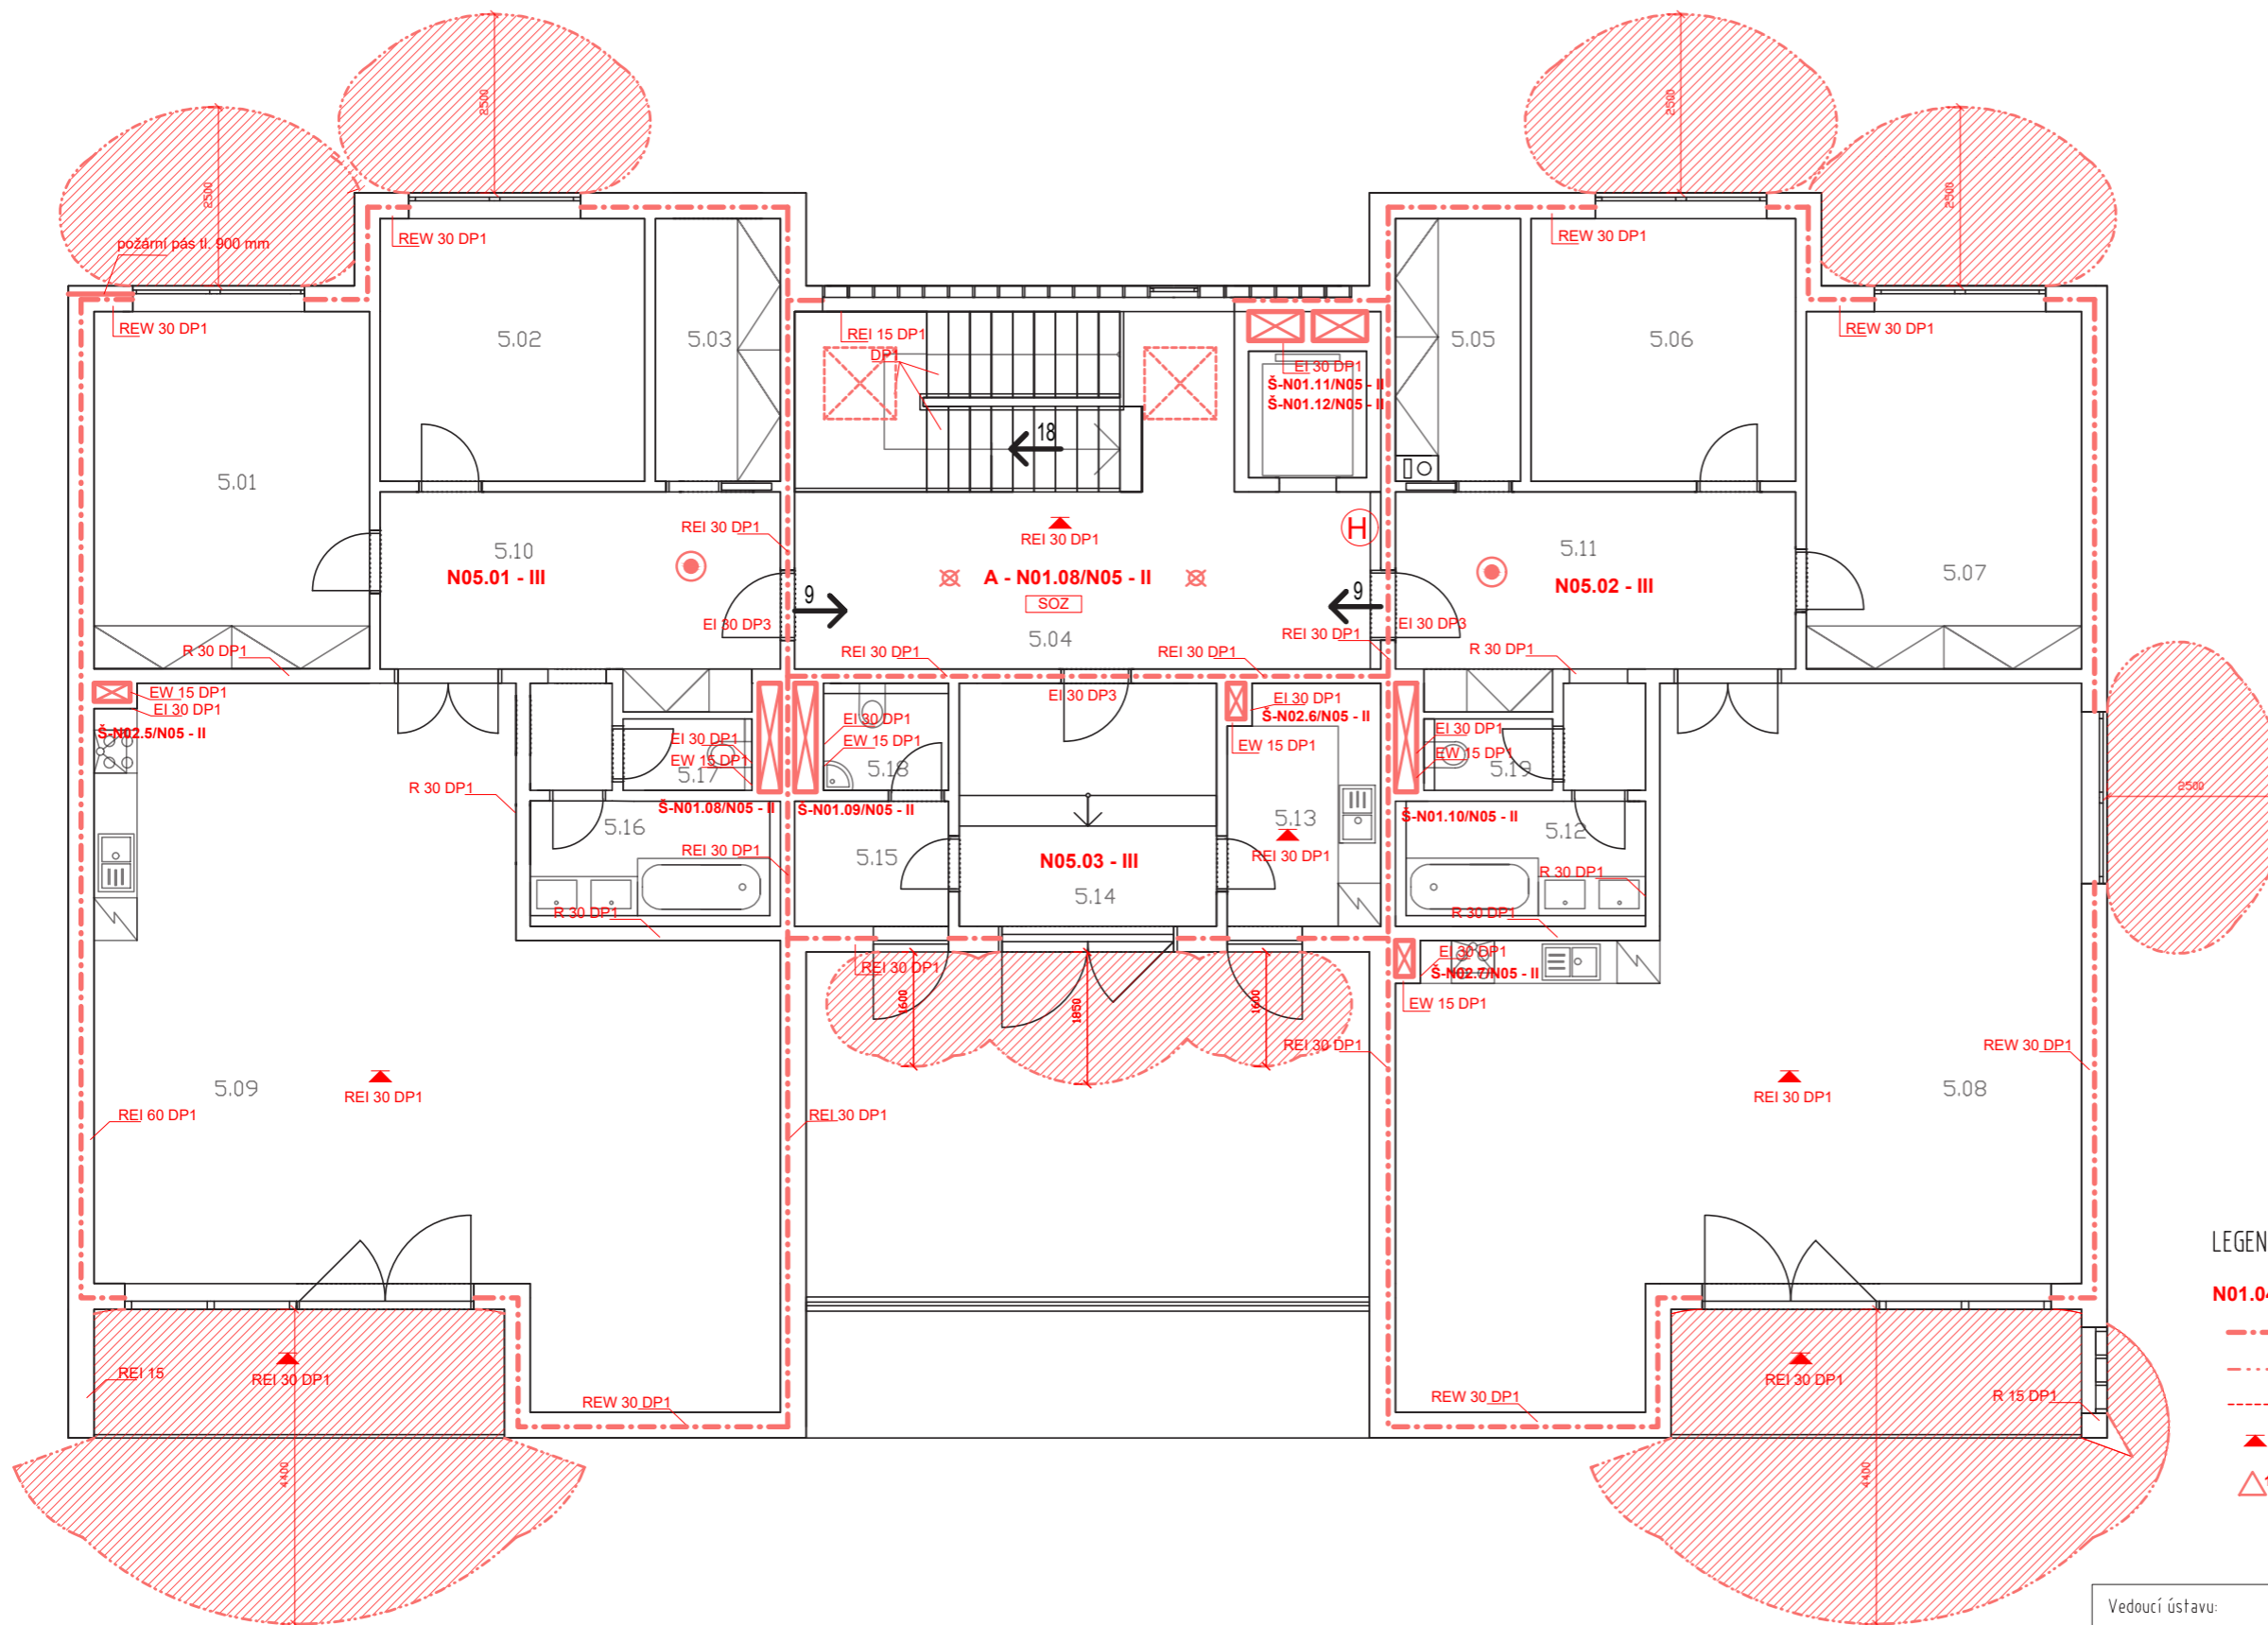 2500
2500
2500
2500
požární pás tl. 900 mm
REW 30 DP1
REW 30 DP1
REW 30 DP1
REW 30 DP1
5.02
5.03
REI 15 DP1
DP1
EI 30 DP1
Š-N01.11/N05 - II
Š-N01.12/N05 - II
5.05
5.06
18
5.01
5.10
N05.01 - III
REI 30 DP1
REI 30 DP1
H
A - N01.08/N05 - II
SOZ
5.11
N05.02 - III
5.07
9
9
EI 30 DP3
5.04
REI 30 DP1
EI 30 DP3
R 30 DP1
REI 30 DP1
REI 30 DP1
R 30 DP1
EW 15 DP1
EI 30 DP1
Š-N02.5/N05 - II
EI 30 DP3
EI 30 DP1
Š-N02.6/N05 - II
EW 15 DP1
EI 30 DP1
EW 15 DP1
5.17
EI 30 DP1
EW 15 DP1
5.18
EI 30 DP1
EW 15 DP1
5.19
R 30 DP1
Š-N01.08/N05 - II
Š-N01.09/N05 - II
Š-N01.10/N05 - II
2500
5.16
5.13
5.12
REI 30 DP1
5.15
N05.03 - III
REI 30 DP1
5.14
R 30 DP1
R 30 DP1
R 30 DP1
REI 30 DP1
EI 30 DP1
Š-N02.7/N05 - II
EW 15 DP1
1600
1850
1600
REI 30 DP1
REW 30 DP1
5.09
REI 30 DP1
REI 60 DP1
REI 30 DP1
REI 30 DP1
5.08
LEGEN
N01.04
REI 15
REI 30 DP1
REW 30 DP1
REW 30 DP1
REI 30 DP1
R 15 DP1
4400
4400
Vedoucí ústavu: